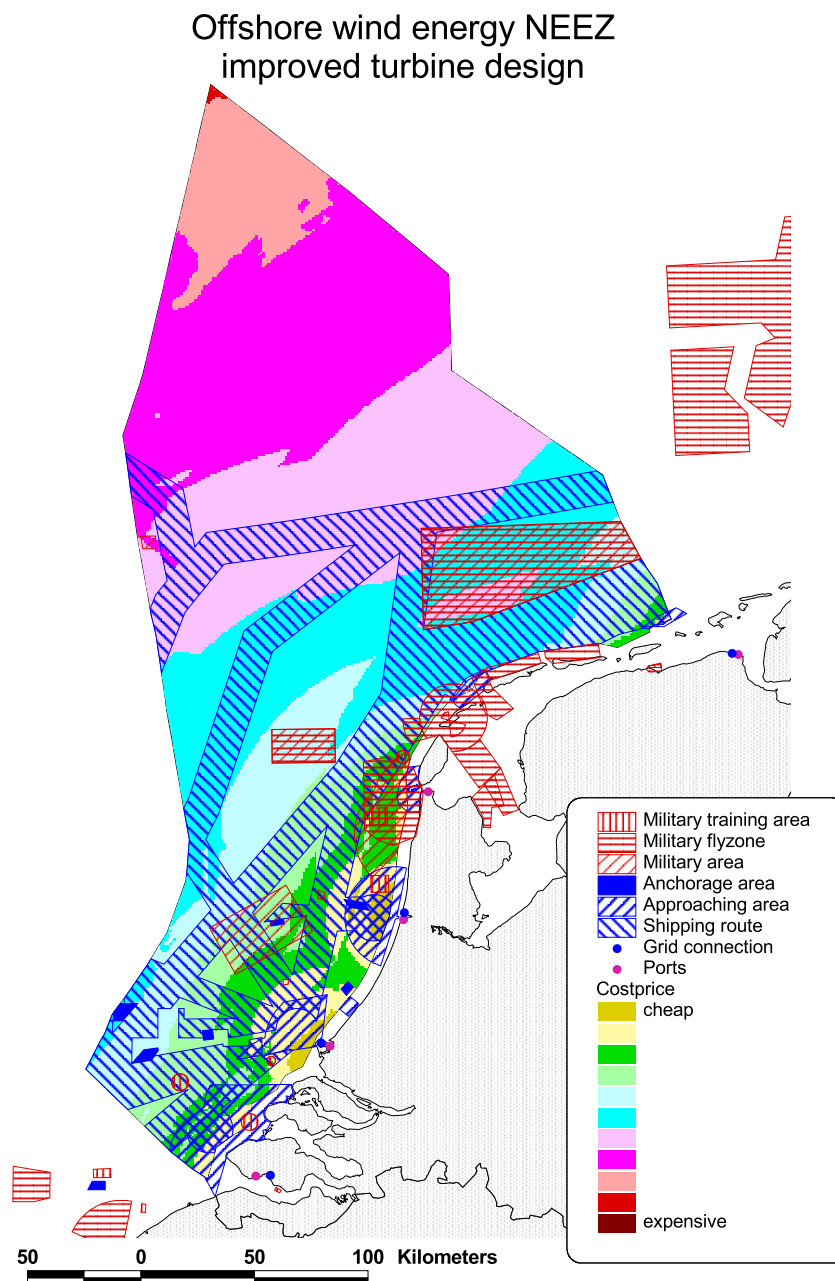 Offshore wind energy NEEZ
improved turbine design
Military training area
Military flyzone
Military area
Anchorage area
Approaching area
Shipping route
Grid connection
Ports
Costprice
cheap
expensive
50 0 50 100 Kilometers